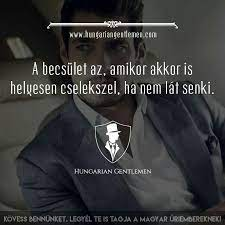 www.hungariangentlemen.com
A becsület az, amikor akkor is
helyesen cselekszel, ha nem lát senki.
HUNGARIAN GENTLEMEN
KÖVESS BENNÜNKET. LEGYÉL TE IS TAGJA A MAGYAR ÚRIEMBEREKNEK!